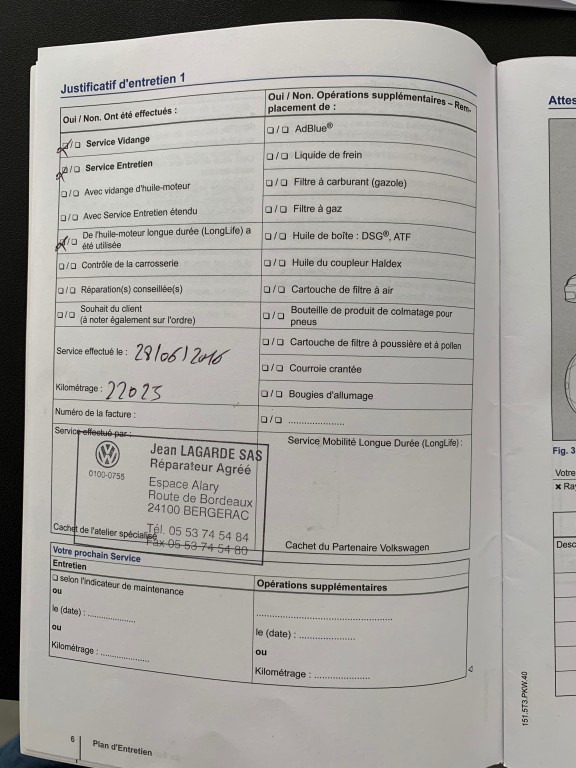 Justificatif d'entretien 1
Oui / Non. Ont été effectués :
❏ / ❏ Service Vidange
❏ / ❏ Service Entretien
❏ / ❏ Avec vidange d'huile-moteur
❏ / ❏ Avec Service Entretien étendu
❏ / ❏ De l'huile-moteur longue durée (LongLife) a
été utilisée
❏ / ❏ Contrôle de la carrosserie
❏ / ❏ Réparation(s) conseillée(s)
❏ / ❏ Souhait du client
(à noter également sur l'ordre)
Service effectué le : 28/06/2016
Kilométrage : 22023
Numéro de la facture :
Service effectué par :
Oui / Non. Opérations supplémentaires – Rem-
placement de :
❏ / ❏ AdBlue®
❏ / ❏ Liquide de frein
❏ / ❏ Filtre à carburant (gazole)
❏ / ❏ Filtre à gaz
❏ / ❏ Huile de boîte : DSG®, ATF
❏ / ❏ Huile du coupleur Haldex
❏ / ❏ Cartouche de filtre à air
❏ / ❏ Bouteille de produit de colmatage pour
pneus
❏ / ❏ Cartouche de filtre à poussière et à pollen
❏ / ❏ Courroie crantée
❏ / ❏ Bougies d'allumage
❏ / ❏ .....................
Service Mobilité Longue Durée (LongLife) :
0100-0755
Jean LAGARDE SAS
Réparateur Agréé
Espace Alary
Route de Bordeaux
24100 BERGERAC
Tél. 05 53 74 54 84
Fax 05 53 74 54 80
Cachet de l'atelier spécialisé
Cachet du Partenaire Volkswagen
Votre prochain Service
Entretien
❏ selon l'indicateur de maintenance
ou
le (date) : ..................
ou
Kilométrage : ..................
Opérations supplémentaires
..................................................
le (date) : .....................
ou
Kilométrage : .....................
6
Plan d'Entretien
Attes
Fig. 3
Votre
× Ra
Desc
151.5T3.PKW.40